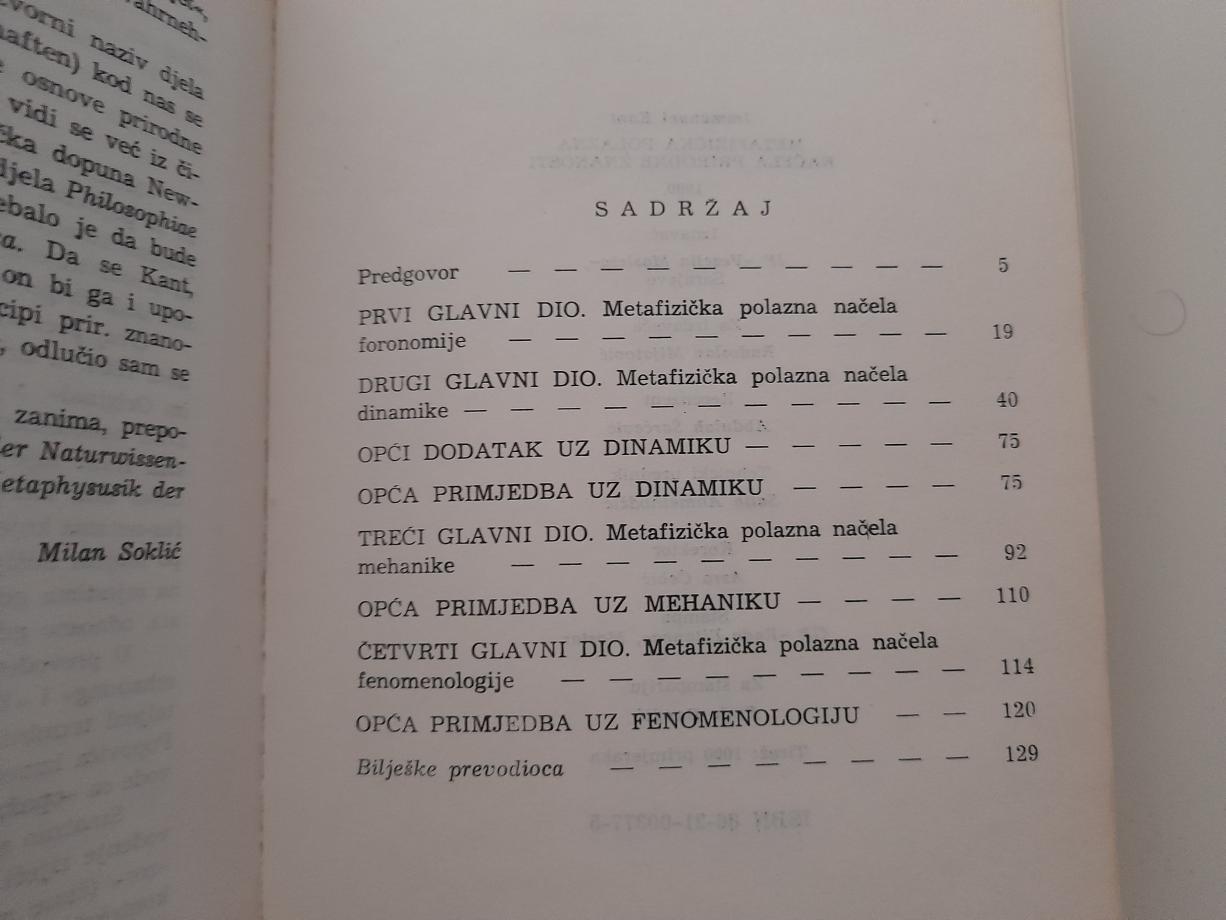 vorni naziv djela
haften) kod nas se
osnove prirodne
vidi se već iz či-
dopuna New-
djela Philosophiae
je da bude
Da se Kant,
on bi ga i upo-
prir. znano-
odlučio sam se
zanima, prepo-
der Naturwissen-
etaphysusik der
Milan Soklić
SADRŽAJ
Predgovor — — — — — — — — — — 5
PRVI GLAVNI DIO. Metafizička polazna načela
foronomije — — — — — — — — — — 19
DRUGI GLAVNI DIO. Metafizička polazna načela
dinamike — — — — — — — — — — — 40
OPĆI DODATAK UZ DINAMIKU — — — — — 75
OPĆA PRIMJEDBA UZ DINAMIKU — — — — 75
TREĆI GLAVNI DIO. Metafizička polazna načela
mehanike — — — — — — — — — — 92
OPĆA PRIMJEDBA UZ MEHANIKU — — — — 110
ČETVRTI GLAVNI DIO. Metafizička polazna načela
fenomenologije — — — — — — — — — 114
OPĆA PRIMJEDBA UZ FENOMENOLOGIJU — — 120
Bilješke prevodioca — — — — — — — — 129